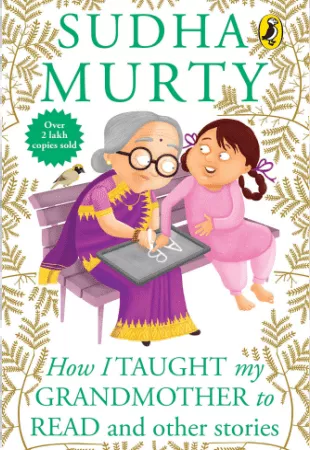 SUDHA
MURTY
Over
2 lakh
copies sold
How I TAUGHT my
GRANDMOTHER to
READ and other stories